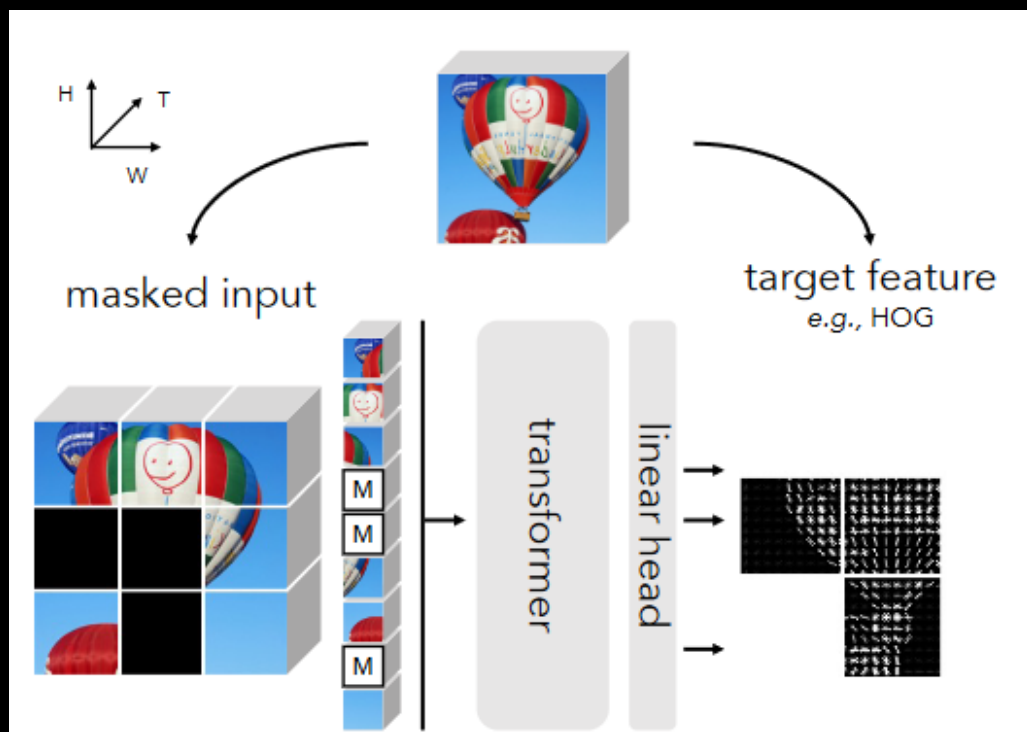 H
T
W
masked input
target feature
e.g., HOG
M
M
M
transformer
linear head